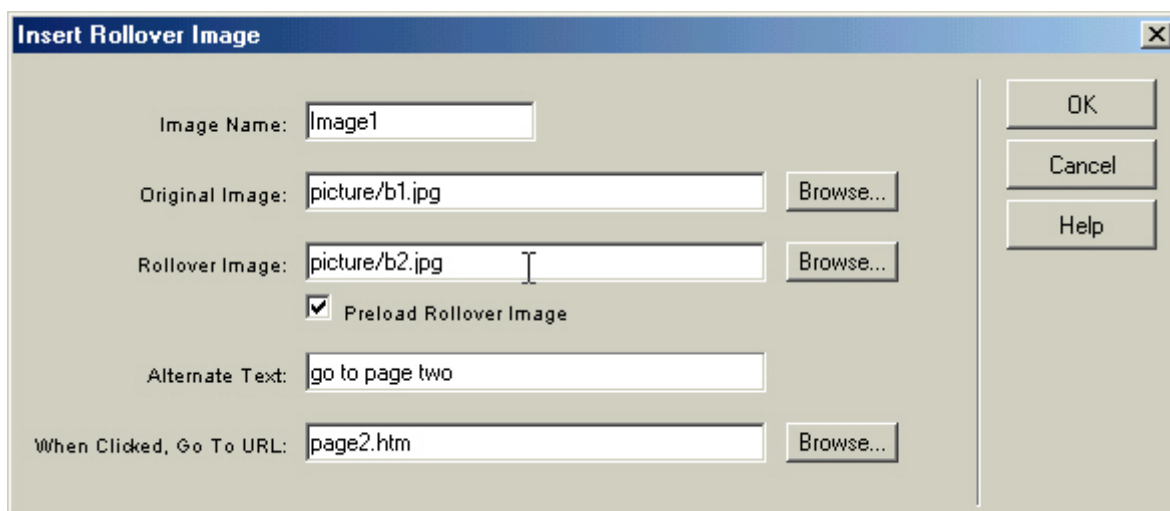 Insert Rollover Image
Image Name: Image1
OK
Original Image: picture/b1.jpg Browse...
Cancel
Rollover Image: picture/b2.jpg Browse...
Help
Preload Rollover Image
Alternate Text: go to page two
When Clicked, Go To URL: page2.htm Browse...